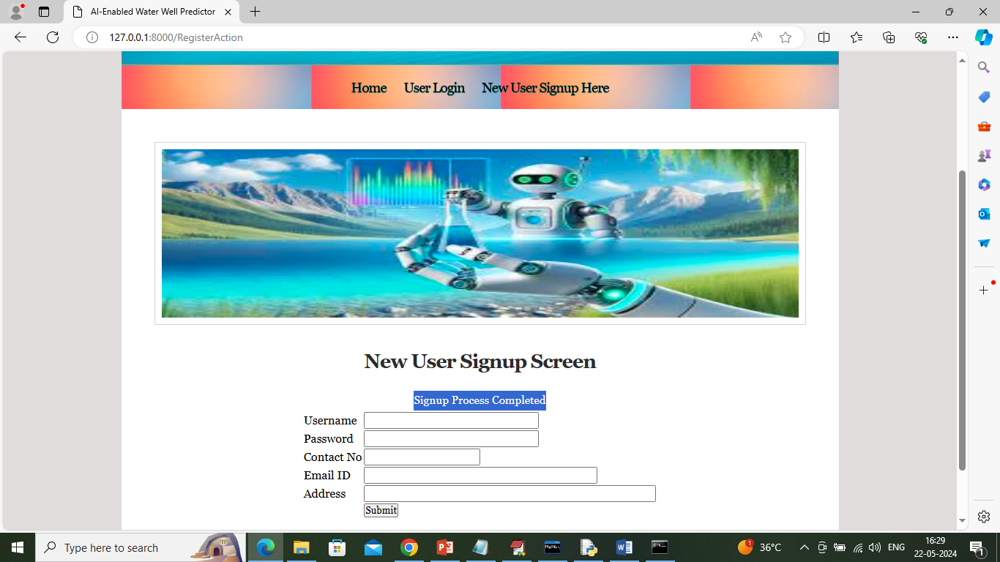 AI-Enabled Water Well Predictor
127.0.0.1:8000/RegisterAction
Home User Login New User Signup Here
New User Signup Screen
Signup Process Completed
Username
Password
Contact No
Email ID
Address
Submit
Type here to search
1
36°C
ENG
16:29
22-05-2024
1